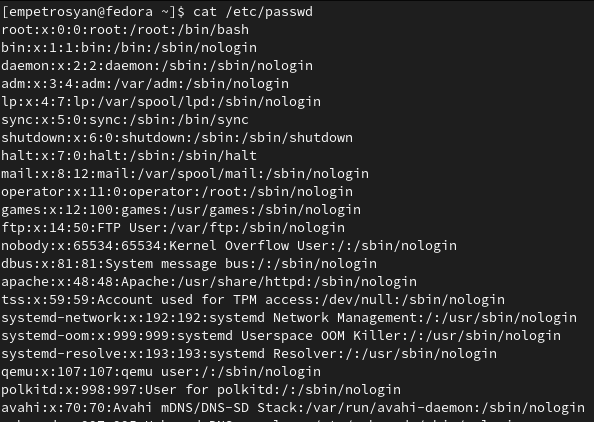 [empetrosyan@fedora ~]$ cat /etc/passwd
root:x:0:0:root:/root:/bin/bash
bin:x:1:1:bin:/bin:/sbin/nologin
daemon:x:2:2:daemon:/sbin:/sbin/nologin
adm:x:3:4:adm:/var/adm:/sbin/nologin
lp:x:4:7:lp:/var/spool/lpd:/sbin/nologin
sync:x:5:0:sync:/sbin:/bin/sync
shutdown:x:6:0:shutdown:/sbin:/sbin/shutdown
halt:x:7:0:halt:/sbin:/sbin/halt
mail:x:8:12:mail:/var/spool/mail:/sbin/nologin
operator:x:11:0:operator:/root:/sbin/nologin
games:x:12:100:games:/usr/games:/sbin/nologin
ftp:x:14:50:FTP User:/var/ftp:/sbin/nologin
nobody:x:65534:65534:Kernel Overflow User:/:/sbin/nologin
dbus:x:81:81:System message bus:/:/sbin/nologin
apache:x:48:48:Apache:/usr/share/httpd:/sbin/nologin
tss:x:59:59:Account used for TPM access:/dev/null:/sbin/nologin
systemd-network:x:192:192:systemd Network Management:/:/usr/sbin/nologin
systemd-oom:x:999:999:systemd Userspace OOM Killer:/:/usr/sbin/nologin
systemd-resolve:x:193:193:systemd Resolver:/:/usr/sbin/nologin
qemu:x:107:107:qemu user:/:/sbin/nologin
polkitd:x:998:997:User for polkitd:/:/sbin/nologin
avahi:x:70:70:Avahi mDNS/DNS-SD Stack:/var/run/avahi-daemon:/sbin/nologin